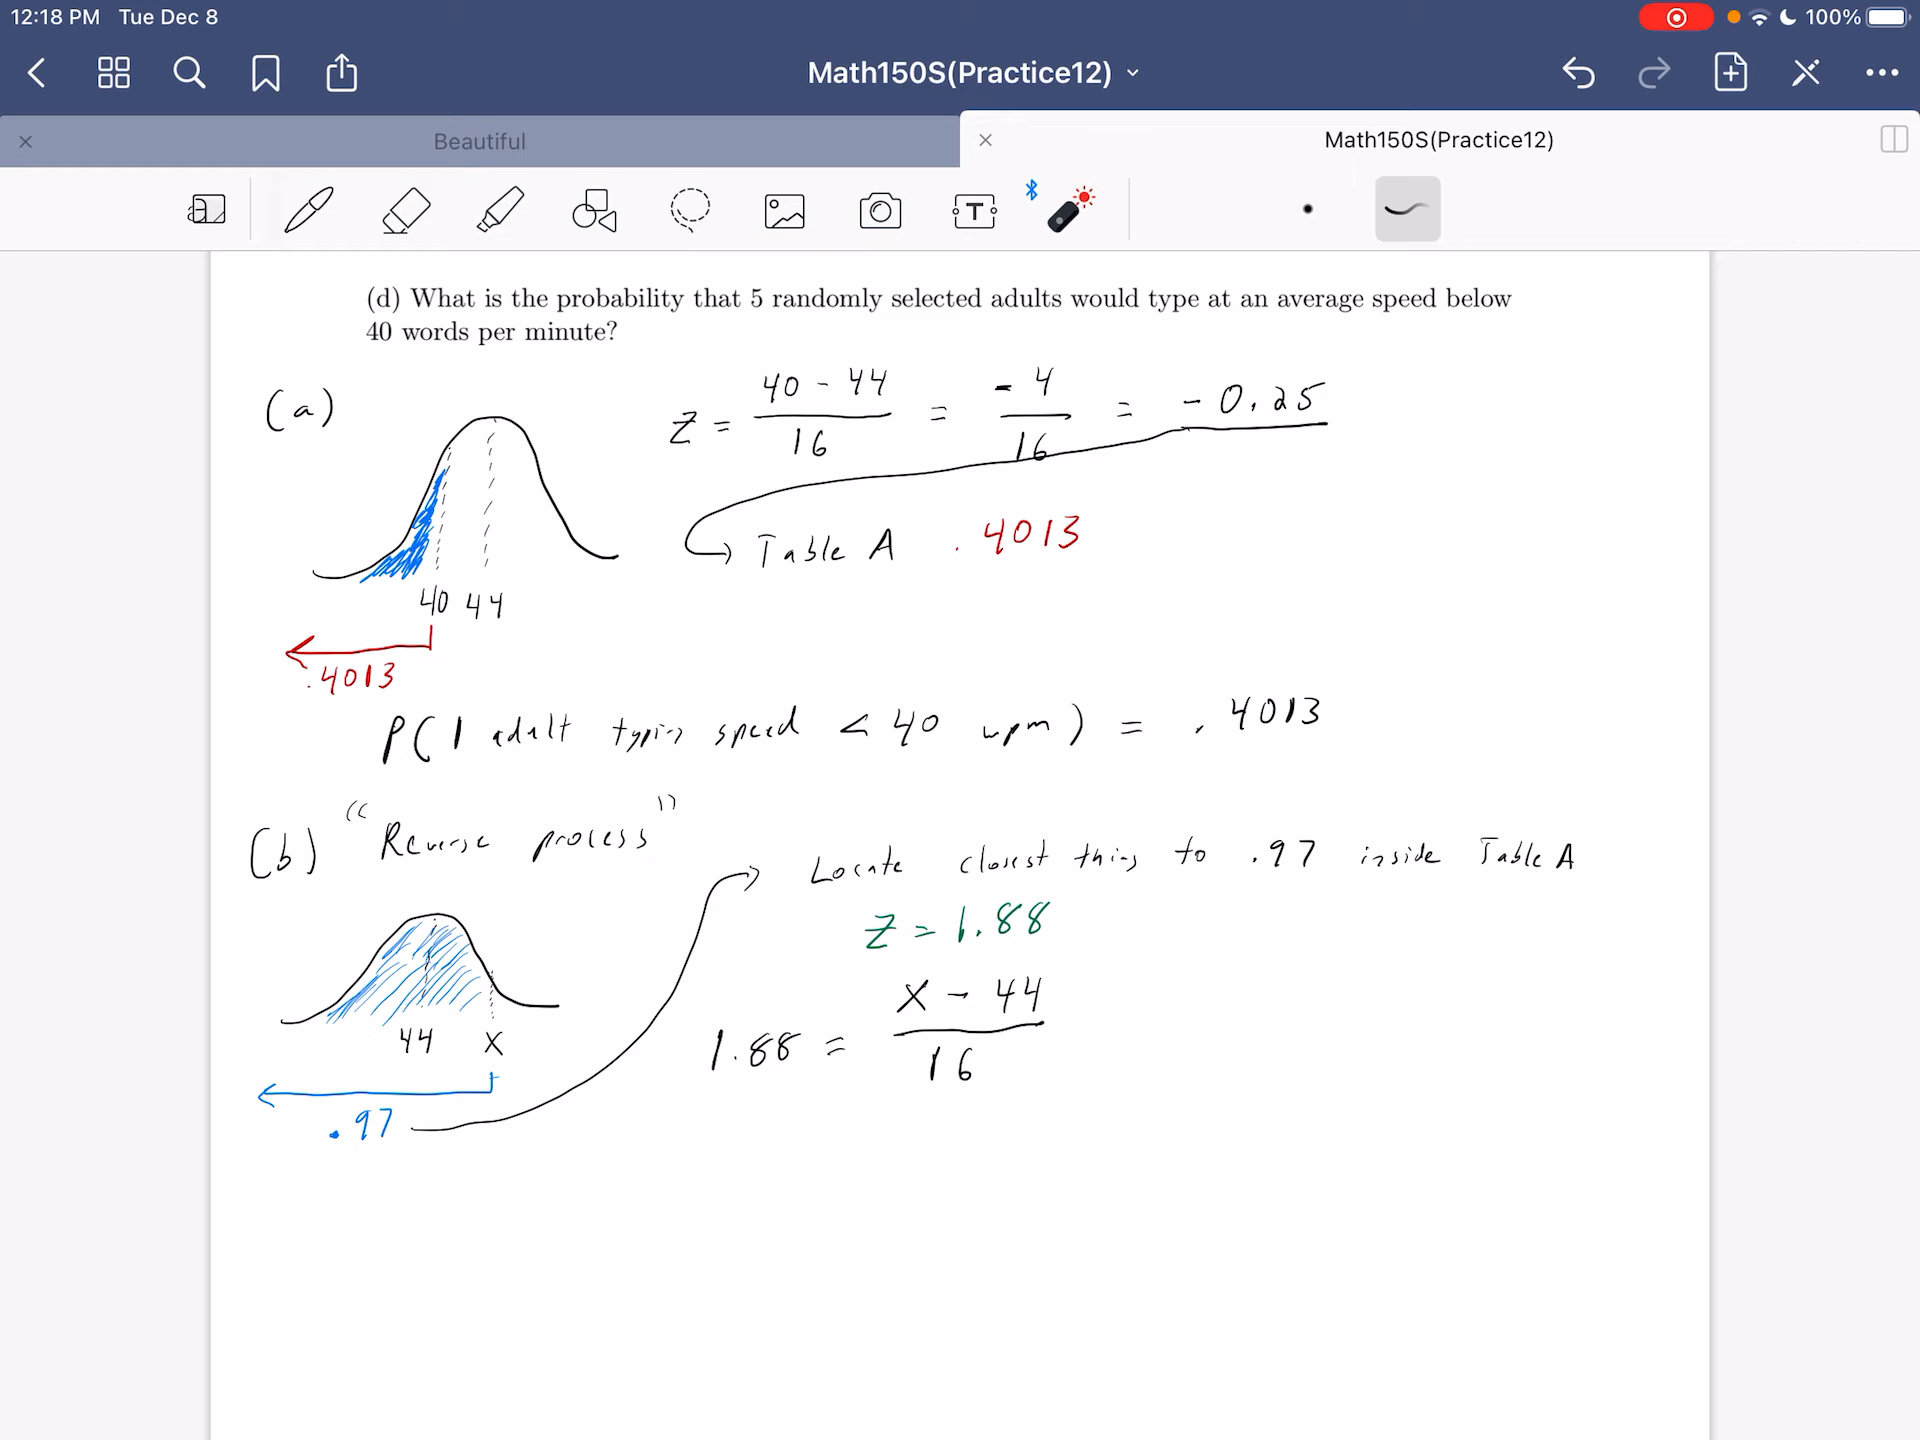 12:18 PM Tue Dec 8
100%
Math150S(Practice12)
Beautiful
Math150S(Practice12)
T
(d) What is the probability that 5 randomly selected adults would type at an average speed below
40 words per minute?
(a)
Z = 40 - 44 / 16 = - 4 / 16 = - 0.25
Table A .4013
40 44
.4013
P(1 adult typing speed < 40 wpm) = .4013
(b) "Reverse process"
Locate closest thing to .97 inside Table A
Z = 1.88
1.88 = X - 44 / 16
44 X
.97